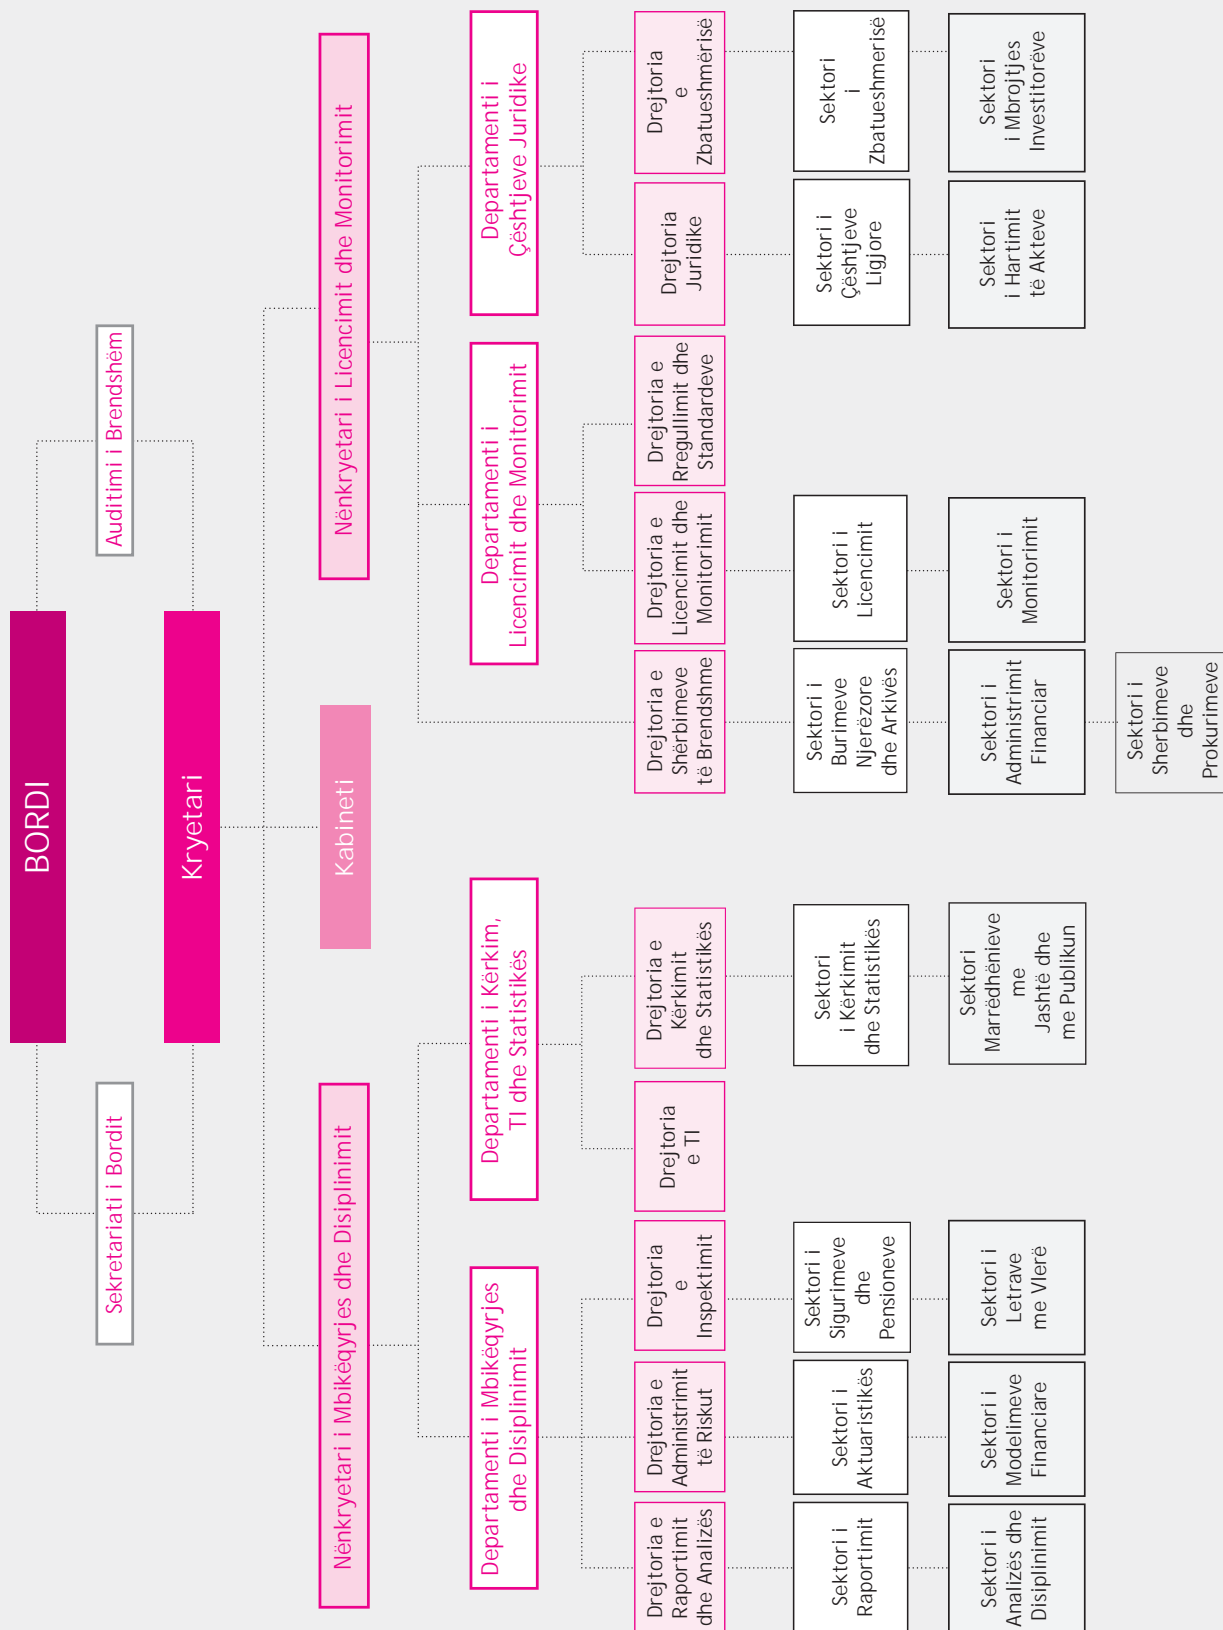 BORDI
Sekretariati i Bordit
Auditimi i Brendshëm
Kryetari
Nënkryetari i Mbikëqyrjes dhe Disiplinimit
Kabineti
Nënkryetari i Licencimit dhe Monitorimit
Departamenti i Mbikëqyrjes
dhe Disiplinimit
Departamenti i Kërkim,
TI dhe Statistikës
Departamenti i
Licencimit dhe Monitorimit
Departamenti i
Çështjeve Juridike
Drejtoria e
Raportimit
dhe Analizës
Drejtoria e
Administrimit
të Riskut
Drejtoria
e
Inspektimit
Drejtoria
e TI
Drejtoria e
Kërkimit
dhe Statistikës
Drejtoria e
Shërbimeve
të Brendshme
Drejtoria e
Licencimit dhe
Monitorimit
Drejtoria e
Rregullimit dhe
Standardeve
Drejtoria
Juridike
Drejtoria
e
Zbatueshmërisë
Sektori i
Raportimit
Sektori i
Aktuaristikës
Sektori i
Sigurimeve
dhe
Pensioneve
Sektori
i Kërkimit
dhe Statistikës
Sektori i
Burimeve
Njerëzore
dhe Arkivës
Sektori i
Licencimit
Sektori i
Çështjeve
Ligjore
Sektori
i
Zbatueshmerisë
Sektori i
Analizës dhe
Disiplinimit
Sektori i
Modelimeve
Financiare
Sektori i
Letrave
me Vlerë
Sektori
Marrëdhënieve
me
Jashtë dhe
me Publikun
Sektori i
Administrimit
Financiar
Sektori i
Monitorimit
Sektori
i Hartimit
të Akteve
Sektori
i Mbrojtjes
Investitorëve
Sektori i
Sherbimeve
dhe
Prokurimeve